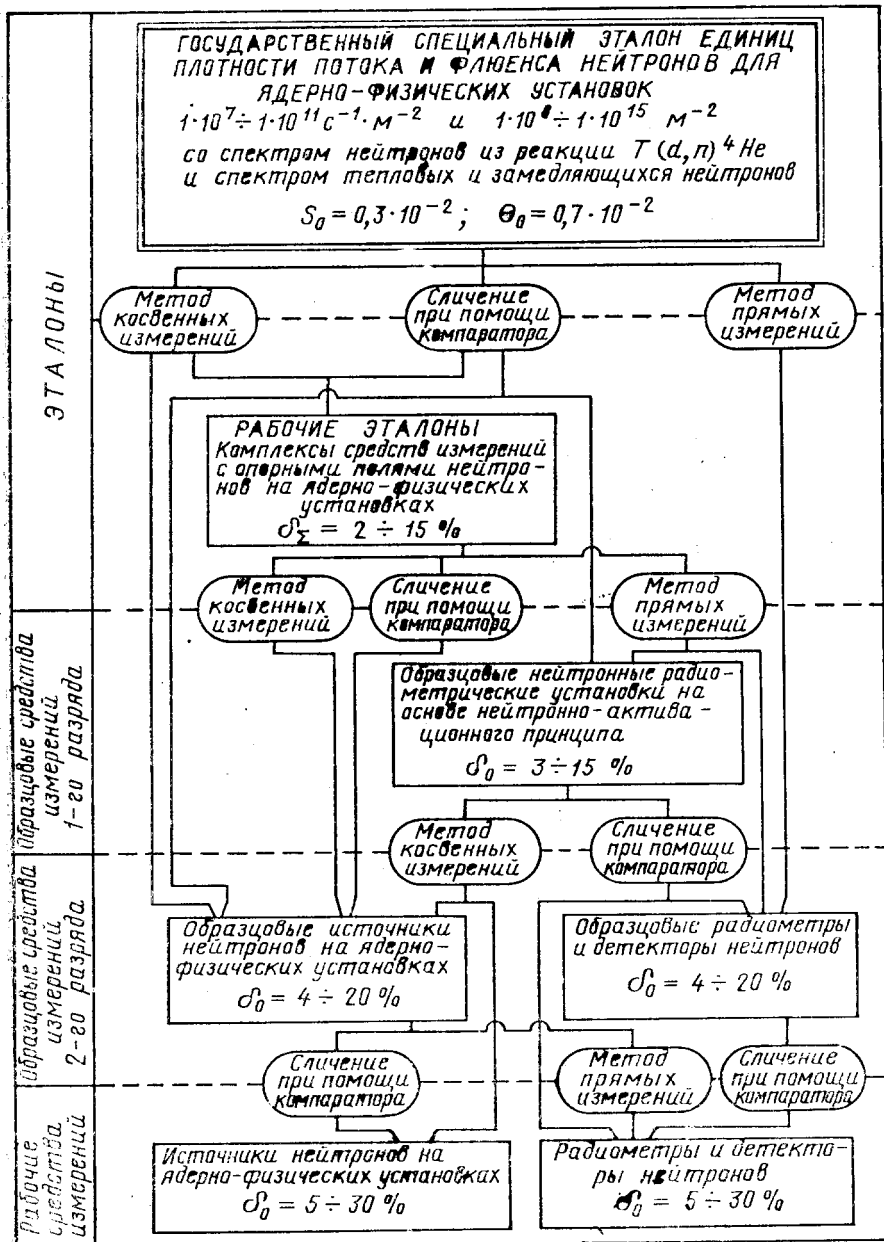 ГОСУДАРСТВЕННЫЙ СПЕЦИАЛЬНЫЙ ЭТАЛОН ЕДИНИЦ
ПЛОТНОСТИ ПОТОКА И ФЛЮЕНСА НЕЙТРОНОВ ДЛЯ
ЯДЕРНО-ФИЗИЧЕСКИХ УСТАНОВОК
1·10⁷÷1·10¹¹ с⁻¹·м⁻² и 1·10⁸÷1·10¹⁵ м⁻²
со спектром нейтронов из реакции T(d,n)⁴He
и спектром тепловых и замедляющихся нейтронов
S₀ = 0,3·10⁻²; Θ₀ = 0,7·10⁻²
ЭТАЛОНЫ
Метод
косвенных
измерений
Сличение
при помощи
компаратора
Метод
прямых
измерений
РАБОЧИЕ ЭТАЛОНЫ
Комплексы средств измерений
с опорными полями нейтро-
нов на ядерно-физических
установках
δ_Σ = 2 ÷ 15 %
Метод
косвенных
измерений
Сличение
при помощи
компаратора
Метод
прямых
измерений
Образцовые средства
измерений
1-го разряда
Образцовые нейтронные радио-
метрические установки на
основе нейтронно-актива-
ционного принципа
δ₀ = 3÷15 %
Метод
косвенных
измерений
Сличение
при помощи
компаратора
Образцовые средства
измерений
2-го разряда
Образцовые источники
нейтронов на ядерно-
физических установках
δ₀ = 4 ÷ 20 %
Образцовые радиометры
и детекторы нейтронов
δ₀ = 4 ÷ 20 %
Сличение
при помощи
компаратора
Метод
прямых
измерений
Сличение
при помощи
компаратора
Рабочие
средства
измерений
Источники нейтронов на
ядерно-физических установках
δ₀ = 5 ÷ 30 %
Радиометры и детекто-
ры нейтронов
δ₀ = 5 ÷ 30 %